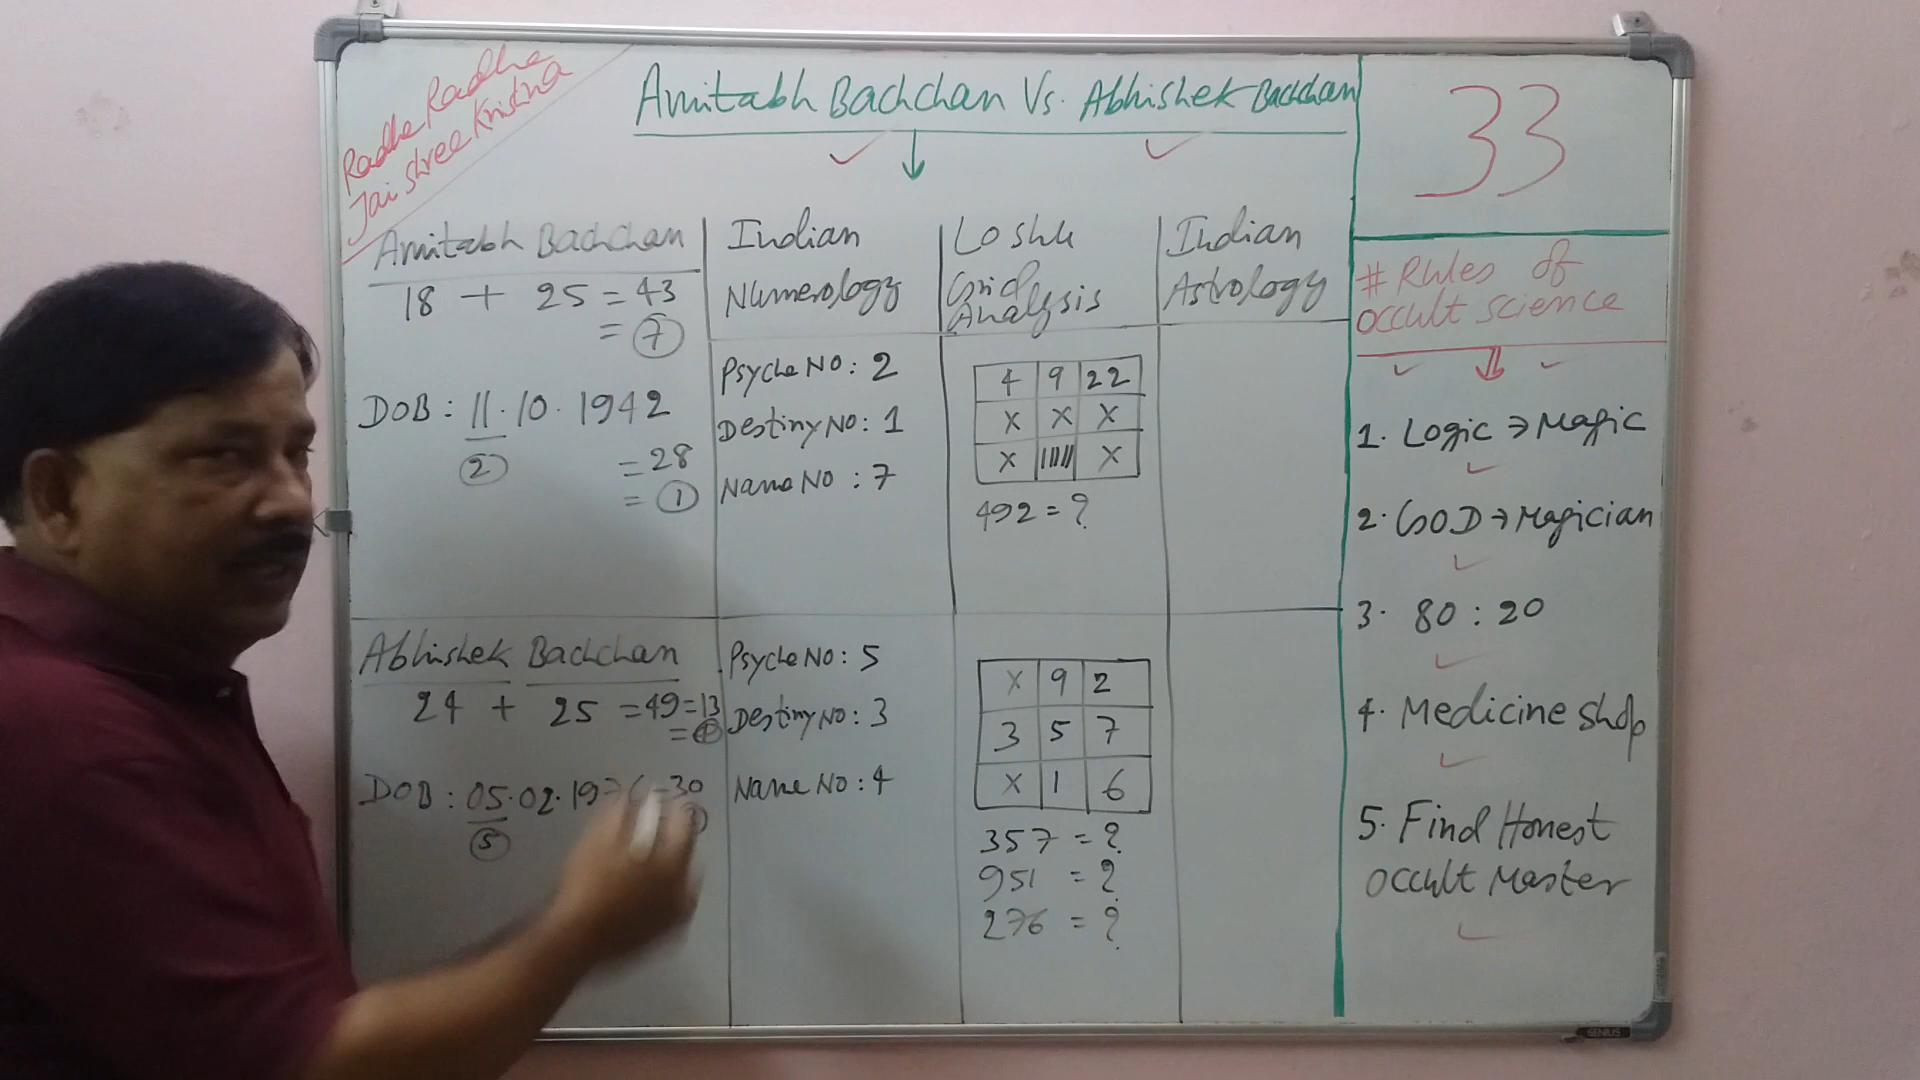 Radhe Radhe
Jai Shree Krishna
Amitabh Bachchan Vs. Abhishek Bachchan
33
Amitabh Bachchan
18 + 25 = 43
= 7
DOB : 11.10.1942
2
= 28
= 1
Indian
Numerology
Psyche No : 2
Destiny No : 1
Name No : 7
Loshu
Grid
Analysis
4 9 22
X X X
X 11111 X
492 = ?
Indian
Astrology
Abhishek Bachchan
24 + 25 = 49 = 13
= 4
DOB : 05.02.197 = 30
5
Psyche No : 5
Destiny No : 3
Name No : 4
X 9 2
3 5 7
X 1 6
357 = ?
951 = ?
276 = ?
# Rules of
Occult Science
1. Logic → Magic
2. GOD → Magician
3. 80 : 20
4. Medicine Shop
5. Find Honest
Occult Master
GENIUS